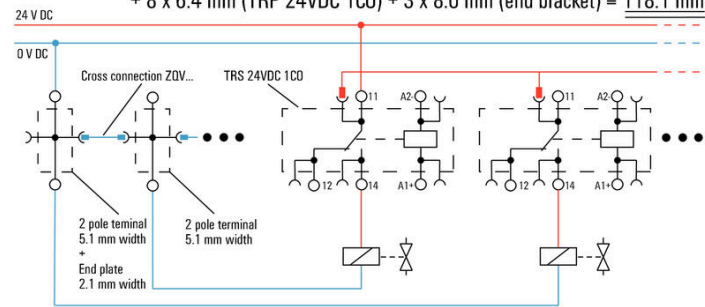 + 8 x 6.4 mm (TRP 24VDC 1CO) + 3 x 8.0 mm (end bracket) = 118.1 mm
24 V DC
0 V DC
Cross connection ZQV...
TRS 24VDC 1CO
11
A2-
11
A2-
12
14
A1+
12
14
A1+
2 pole teminal
5.1 mm width
+
End plate
2.1 mm width
2 pole terminal
5.1 mm width